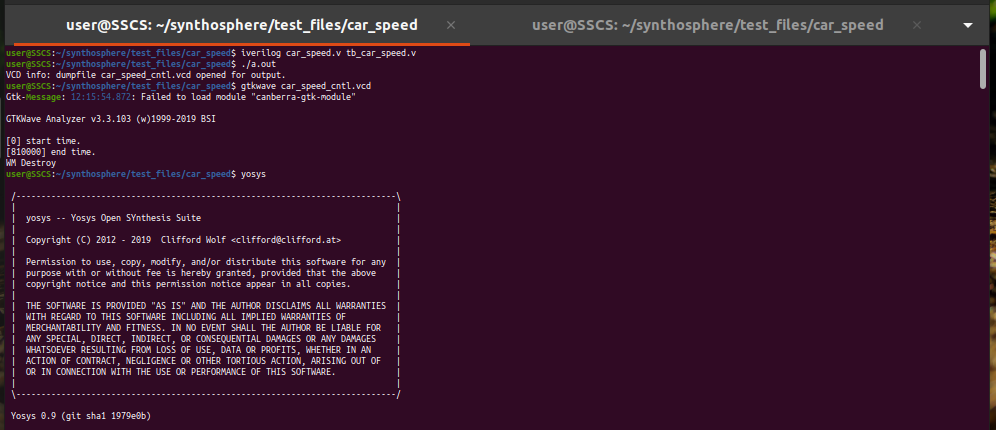 user@SSCS: ~/synthosphere/test_files/car_speed × user@SSCS: ~/synthosphere/test_files/car_speed ×
user@SSCS:~/synthosphere/test_files/car_speed$ iverilog car_speed.v tb_car_speed.v
user@SSCS:~/synthosphere/test_files/car_speed$ ./a.out
VCD info: dumpfile car_speed_cntl.vcd opened for output.
user@SSCS:~/synthosphere/test_files/car_speed$ gtkwave car_speed_cntl.vcd
Gtk-Message: 12:15:54.872: Failed to load module "canberra-gtk-module"
GTKWave Analyzer v3.3.103 (w)1999-2019 BSI
[0] start time.
[810000] end time.
WM Destroy
user@SSCS:~/synthosphere/test_files/car_speed$ yosys
/----------------------------------------------------------------------------\
| |
| yosys -- Yosys Open SYnthesis Suite |
| |
| Copyright (C) 2012 - 2019 Clifford Wolf <clifford@clifford.at> |
| |
| Permission to use, copy, modify, and/or distribute this software for any |
| purpose with or without fee is hereby granted, provided that the above |
| copyright notice and this permission notice appear in all copies. |
| |
| THE SOFTWARE IS PROVIDED "AS IS" AND THE AUTHOR DISCLAIMS ALL WARRANTIES |
| WITH REGARD TO THIS SOFTWARE INCLUDING ALL IMPLIED WARRANTIES OF |
| MERCHANTABILITY AND FITNESS. IN NO EVENT SHALL THE AUTHOR BE LIABLE FOR |
| ANY SPECIAL, DIRECT, INDIRECT, OR CONSEQUENTIAL DAMAGES OR ANY DAMAGES |
| WHATSOEVER RESULTING FROM LOSS OF USE, DATA OR PROFITS, WHETHER IN AN |
| ACTION OF CONTRACT, NEGLIGENCE OR OTHER TORTIOUS ACTION, ARISING OUT OF |
| OR IN CONNECTION WITH THE USE OR PERFORMANCE OF THIS SOFTWARE. |
| |
\----------------------------------------------------------------------------/
Yosys 0.9 (git sha1 1979e0b)